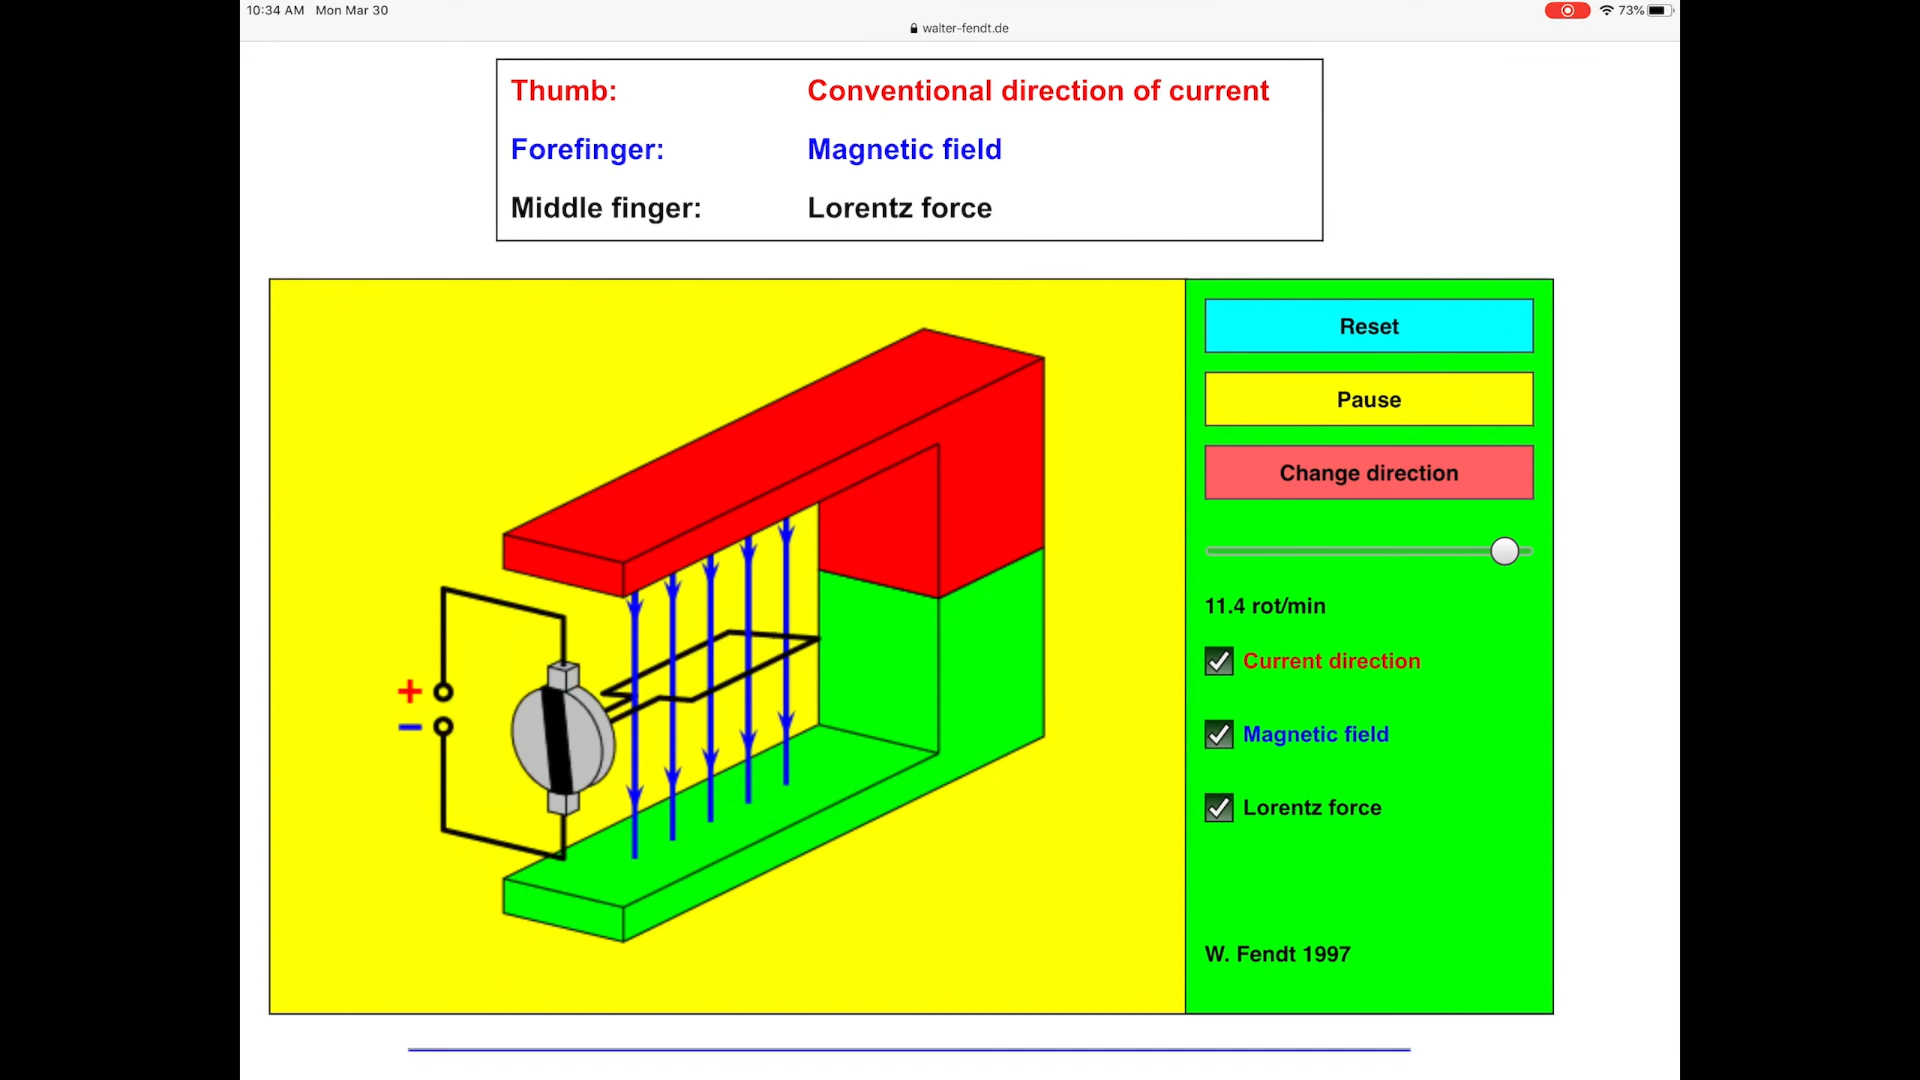 10:34 AM Mon Mar 30
73%
walter-fendt.de
Thumb: Conventional direction of current
Forefinger: Magnetic field
Middle finger: Lorentz force
Reset
Pause
Change direction
11.4 rot/min
Current direction
+
Magnetic field
−
Lorentz force
W. Fendt 1997